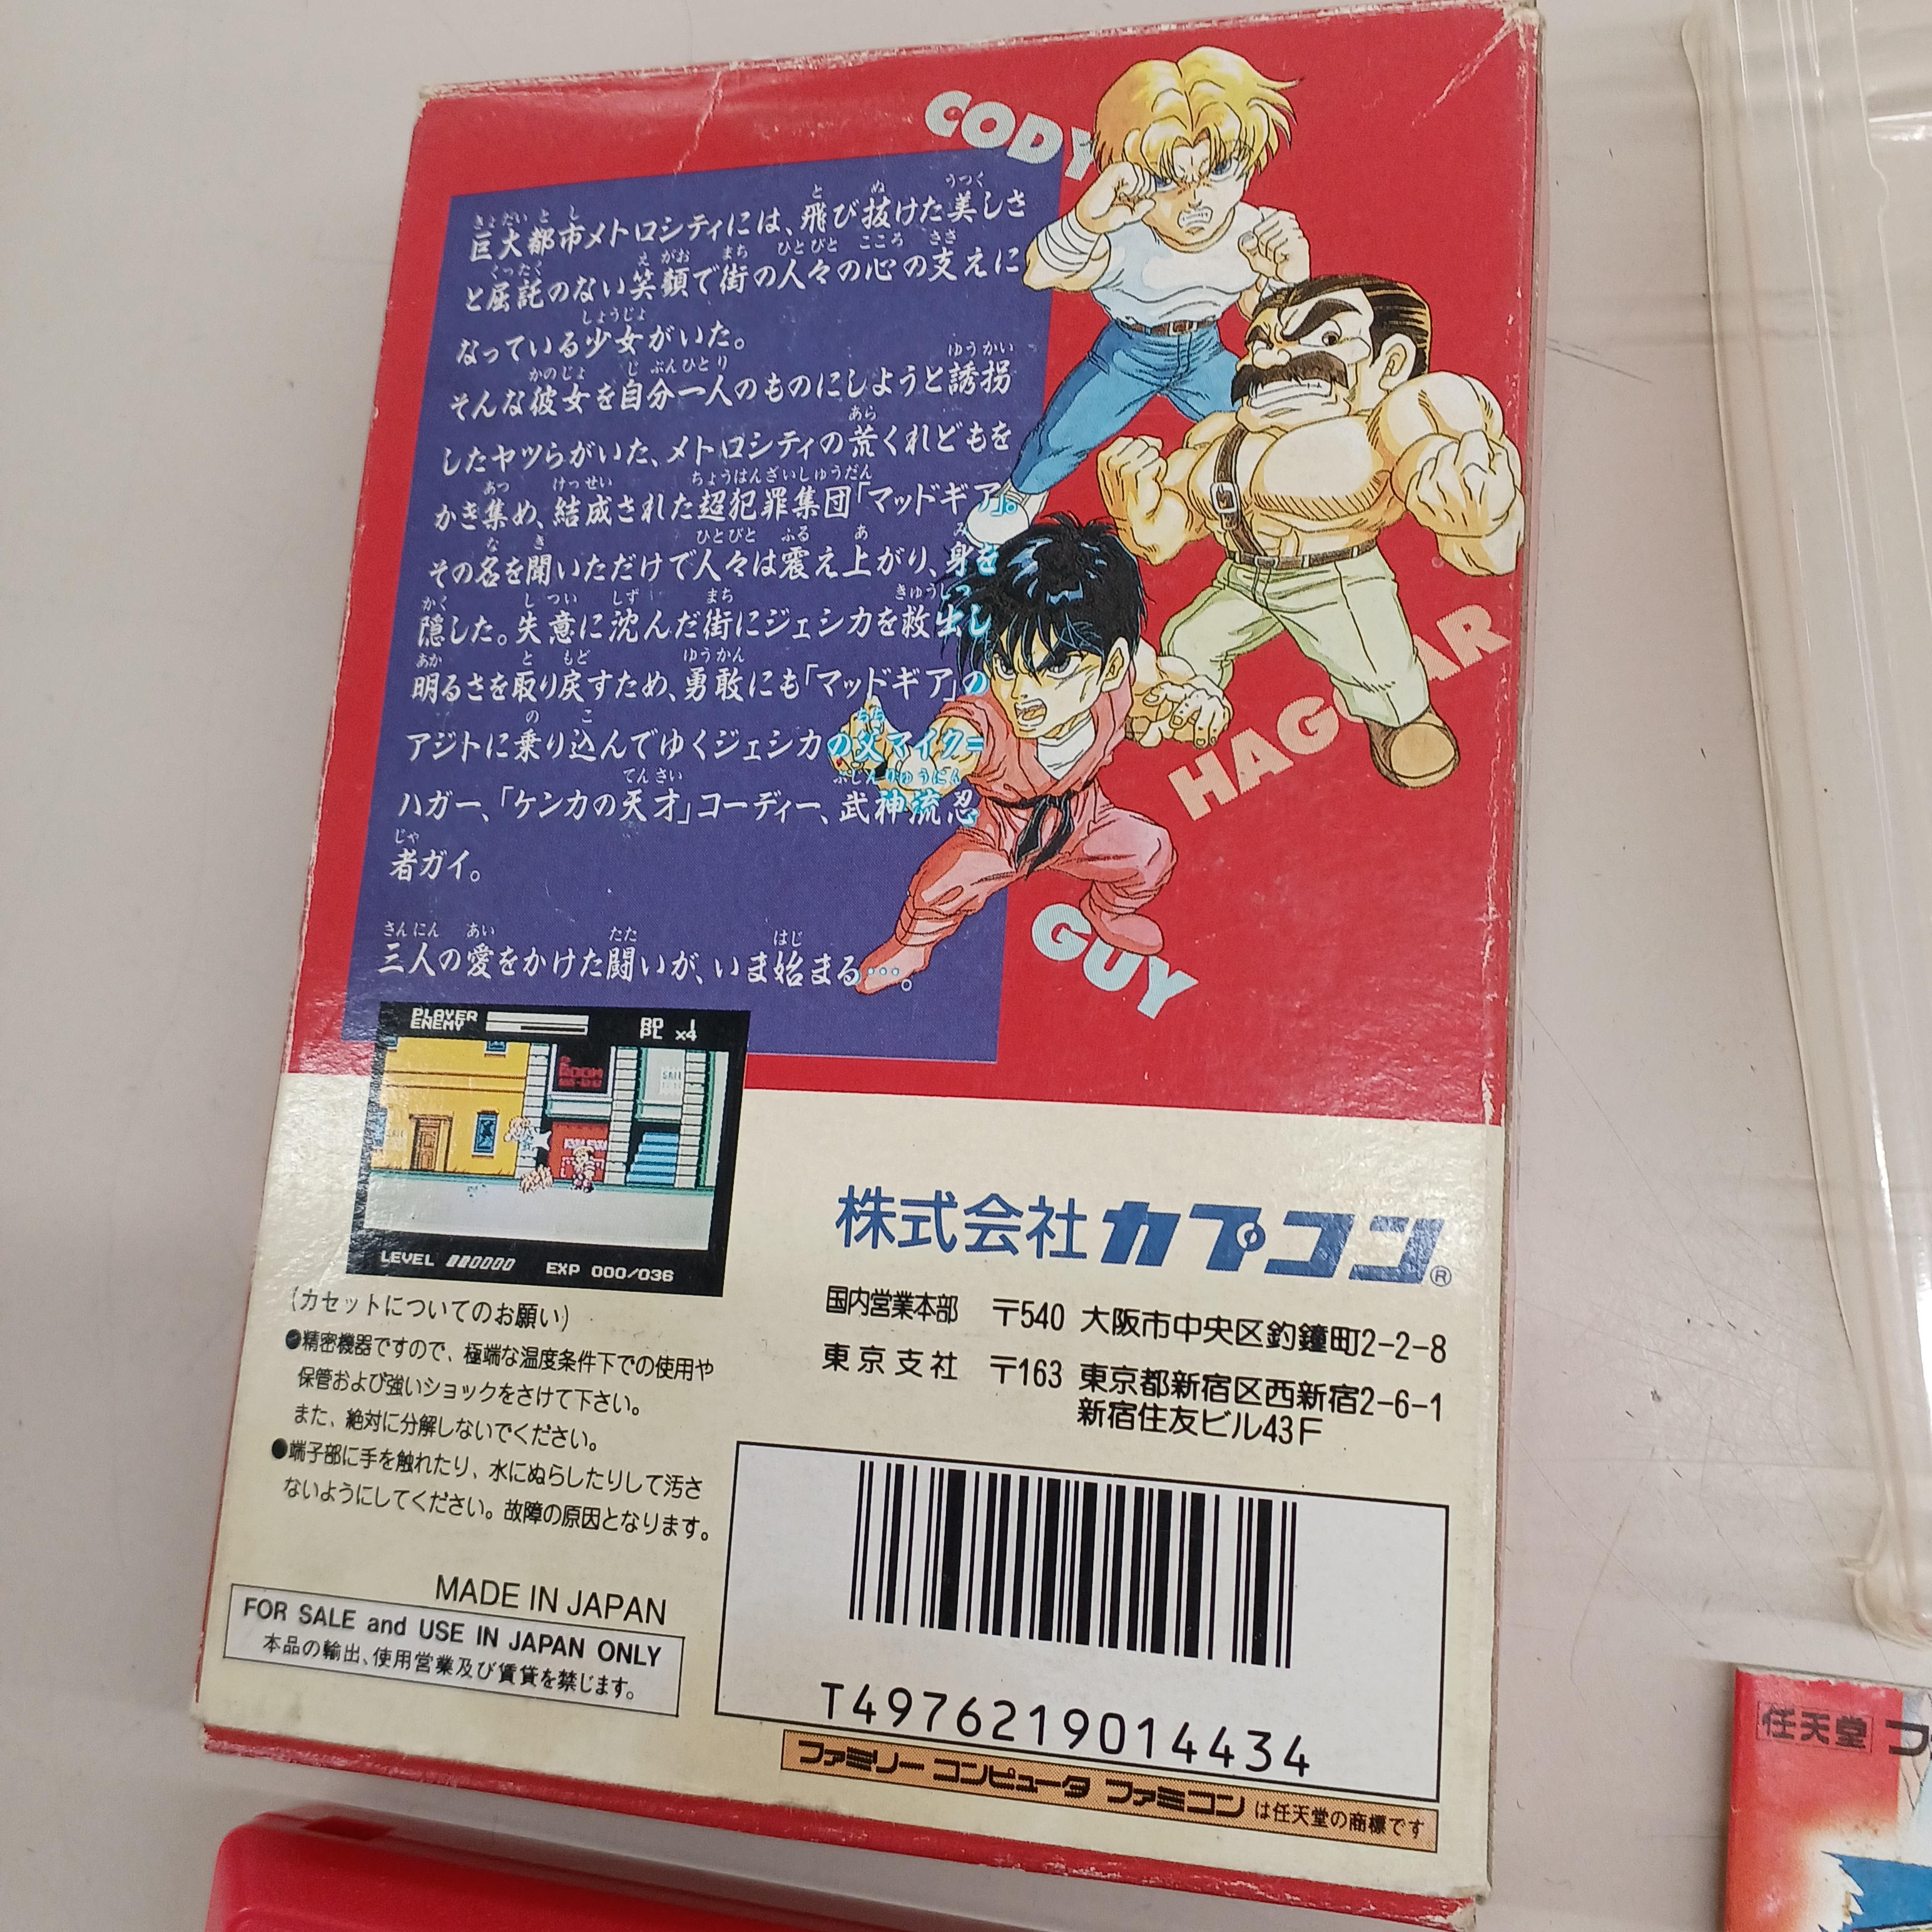 CODY
巨大都市メトロシティには、飛び抜けた美しさ
と屈託のない笑顔で街の人々の心の支えに
なっている少女がいた。
そんな彼女を自分一人のものにしようと誘拐
したヤツらがいた、メトロシティの荒くれどもを
かき集め、結成された超犯罪集団「マッドギア」。
その名を聞いただけで人々は震え上がり、身を
隠した。失意に沈んだ街にジェシカを救出し
明るさを取り戻すため、勇敢にも「マッドギア」の
アジトに乗り込んでゆくジェシカの父マイク=
ハガー、「ケンカの天才」コーディー、武神流忍
者ガイ。
三人の愛をかけた闘いが、いま始まる…。
HAGGAR
GUY
PLAYER
ENEMY
PL x4
LEVEL
EXP 000/036
(カセットについてのお願い)
●精密機器ですので、極端な温度条件下での使用や
保管および強いショックをさけて下さい。
また、絶対に分解しないでください。
●端子部に手を触れたり、水にぬらしたりして汚さ
ないようにしてください。故障の原因となります。
MADE IN JAPAN
FOR SALE and USE IN JAPAN ONLY
本品の輸出、使用営業及び賃貸を禁じます。
株式会社カプコン®
国内営業本部 〒540 大阪市中央区釣鐘町2-2-8
東京支社 〒163 東京都新宿区西新宿2-6-1
新宿住友ビル43F
T4976219014434
ファミリーコンピュータ ファミコンは任天堂の商標です
任天堂